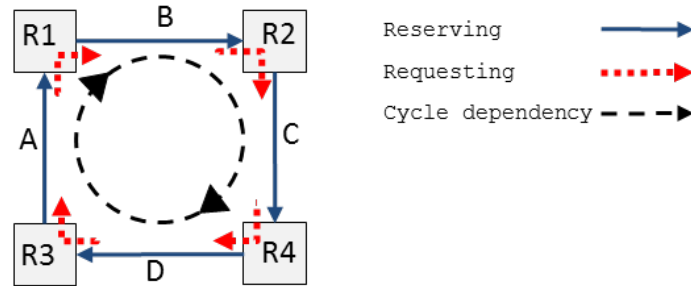 B
R1
R2
A
C
R3
D
R4
Reserving
Requesting
Cycle dependency